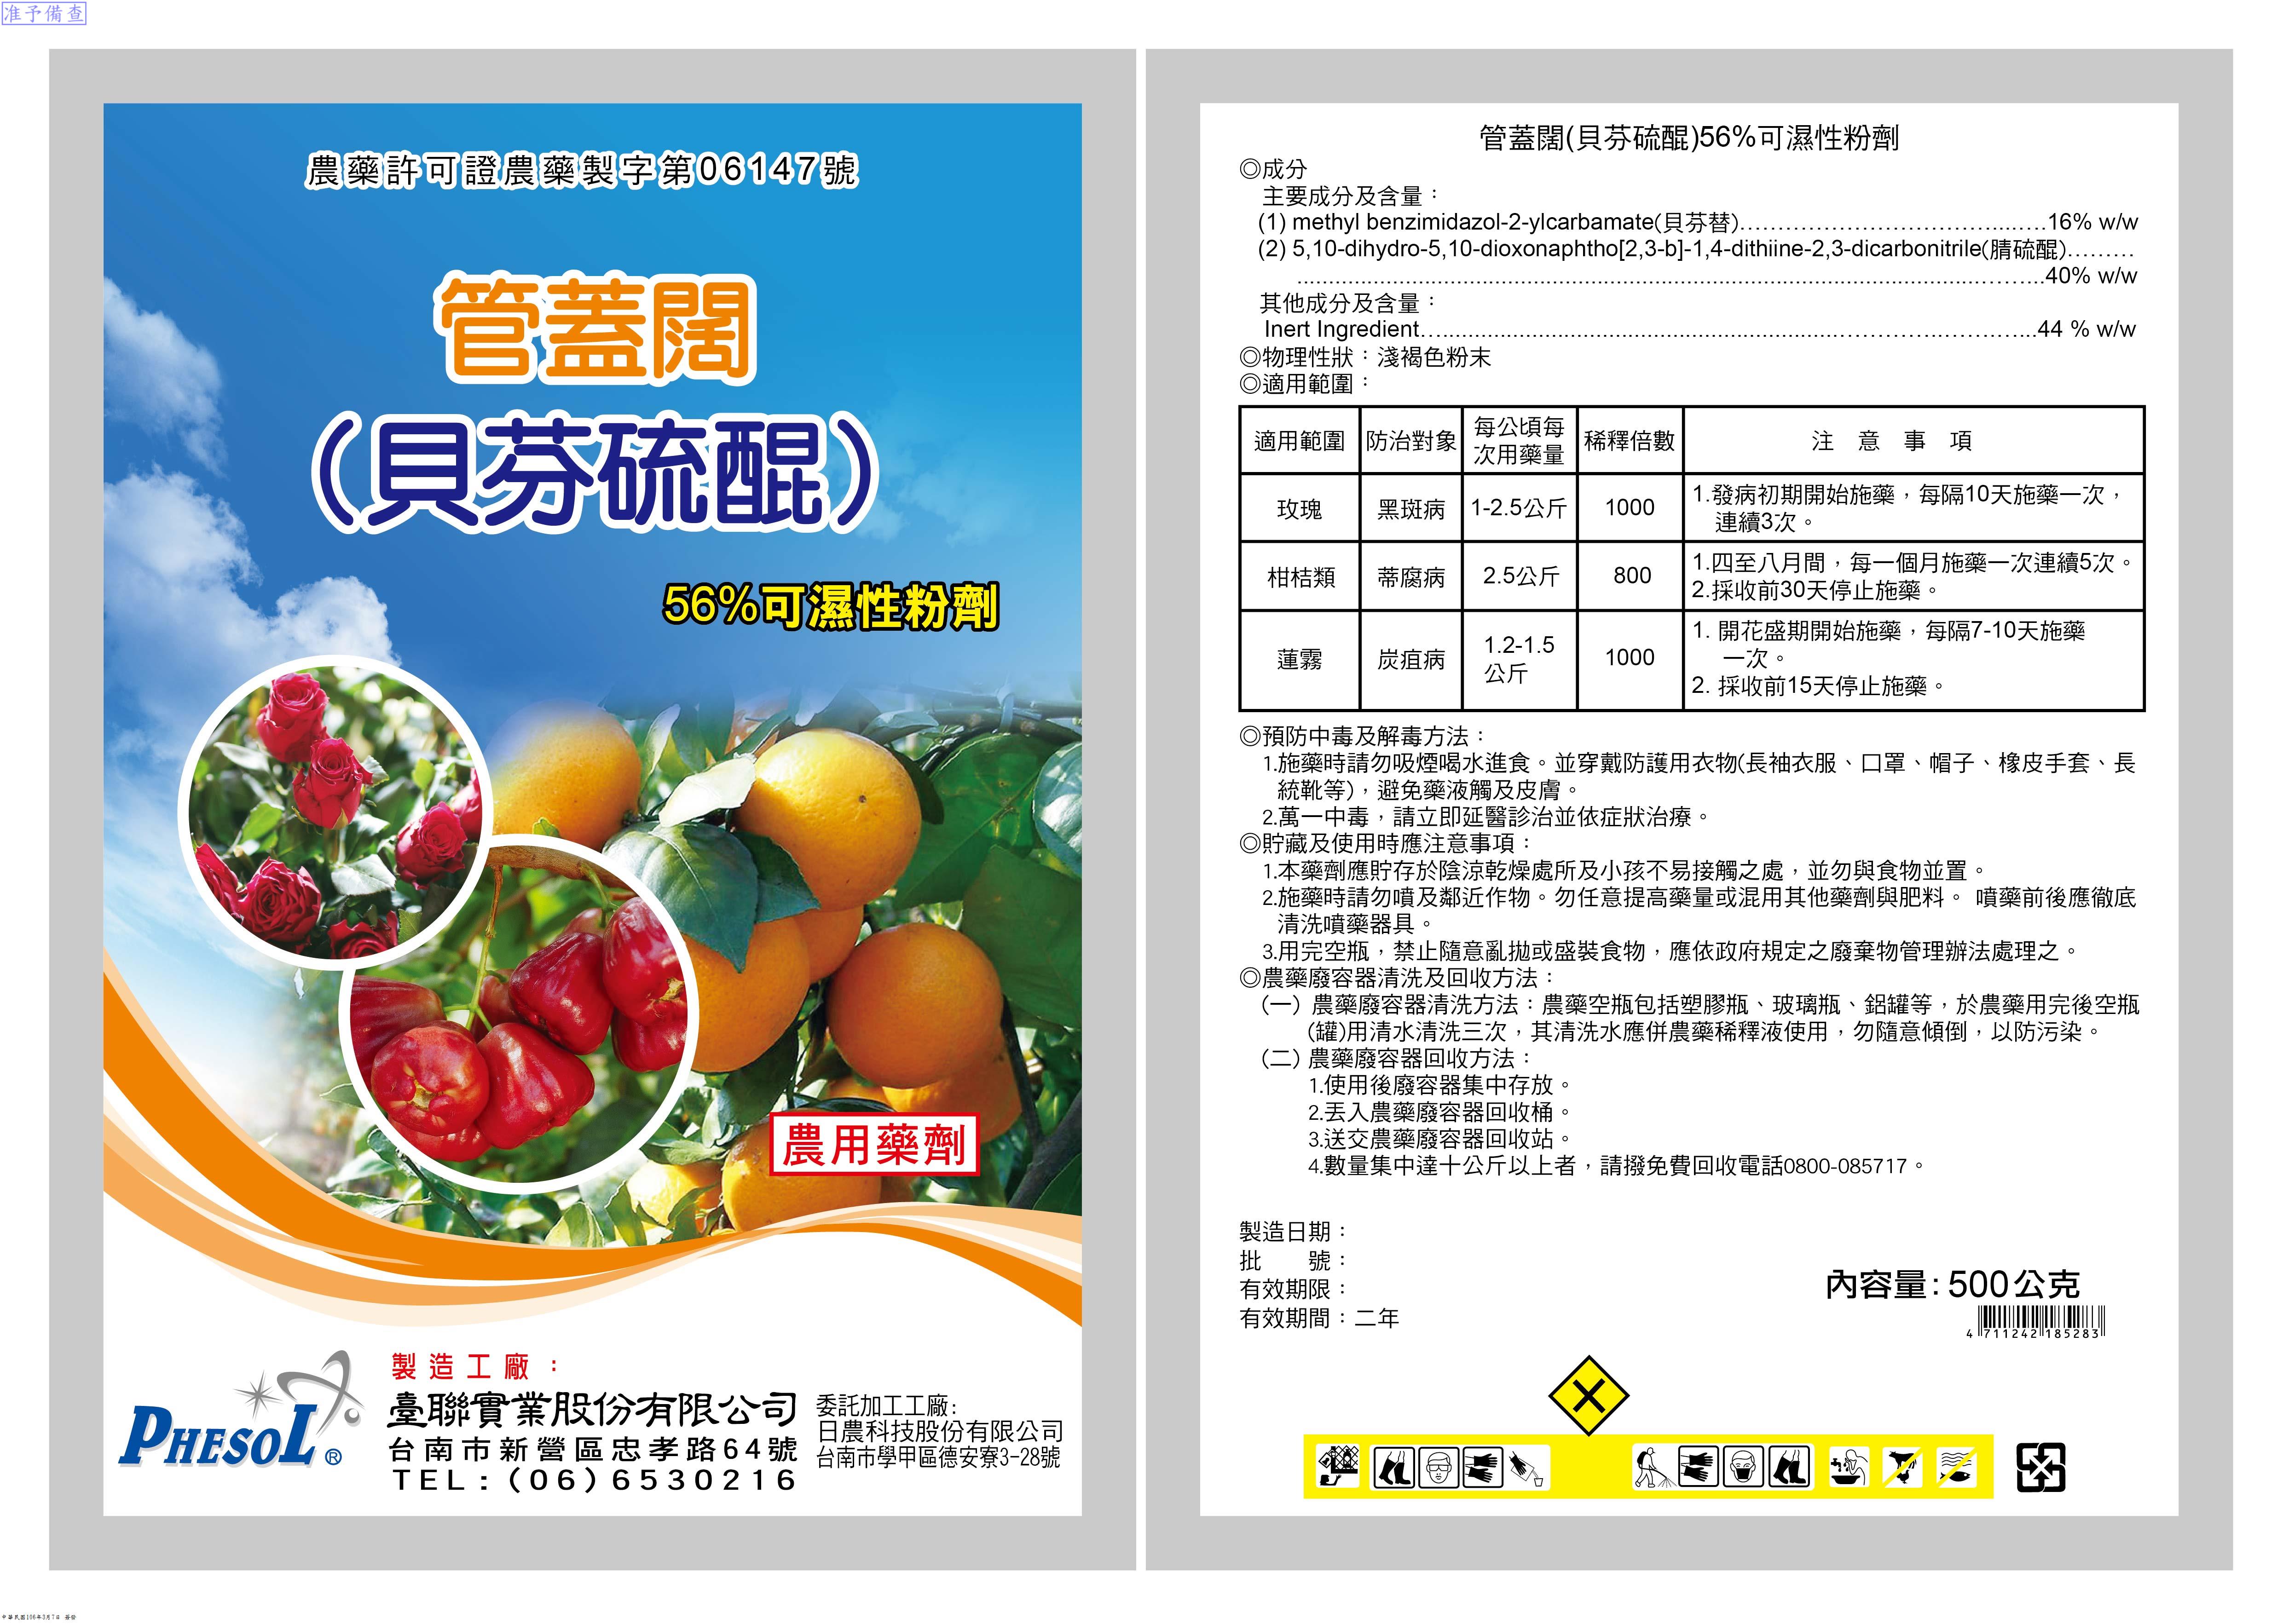 准予備查
農藥許可證農藥製字第06147號
管蓋闊
(貝芬硫醌)
56%可濕性粉劑
農用藥劑
PHESOL®
製造工廠：
臺聯實業股份有限公司
台南市新營區忠孝路64號
TEL：(06)6530216
委託加工工廠:
日農科技股份有限公司
台南市學甲區德安寮3-28號
管蓋闊(貝芬硫醌)56%可濕性粉劑
◎成分
主要成分及含量：
(1) methyl benzimidazol-2-ylcarbamate(貝芬替)........................................16% w/w
(2) 5,10-dihydro-5,10-dioxonaphtho[2,3-b]-1,4-dithiine-2,3-dicarbonitrile(腈硫醌).........
........................................................................................................40% w/w
其他成分及含量：
Inert Ingredient........................................................................................44 % w/w
◎物理性狀：淺褐色粉末
◎適用範圍：
適用範圍 防治對象 每公頃每次用藥量 稀釋倍數 注 意 事 項
玫瑰 黑斑病 1-2.5公斤 1000 1.發病初期開始施藥，每隔10天施藥一次，
連續3次。
柑桔類 蒂腐病 2.5公斤 800 1.四至八月間，每一個月施藥一次連續5次。
2.採收前30天停止施藥。
蓮霧 炭疽病 1.2-1.5公斤 1000 1. 開花盛期開始施藥，每隔7-10天施藥
一次。
2. 採收前15天停止施藥。
◎預防中毒及解毒方法：
1.施藥時請勿吸煙喝水進食。並穿戴防護用衣物(長袖衣服、口罩、帽子、橡皮手套、長
統靴等)，避免藥液觸及皮膚。
2.萬一中毒，請立即延醫診治並依症狀治療。
◎貯藏及使用時應注意事項：
1.本藥劑應貯存於陰涼乾燥處所及小孩不易接觸之處，並勿與食物並置。
2.施藥時請勿噴及鄰近作物。勿任意提高藥量或混用其他藥劑與肥料。 噴藥前後應徹底
清洗噴藥器具。
3.用完空瓶，禁止隨意亂拋或盛裝食物，應依政府規定之廢棄物管理辦法處理之。
◎農藥廢容器清洗及回收方法：
(一) 農藥廢容器清洗方法：農藥空瓶包括塑膠瓶、玻璃瓶、鋁罐等，於農藥用完後空瓶
(罐)用清水清洗三次，其清洗水應併農藥稀釋液使用，勿隨意傾倒，以防污染。
(二) 農藥廢容器回收方法：
1.使用後廢容器集中存放。
2.丟入農藥廢容器回收桶。
3.送交農藥廢容器回收站。
4.數量集中達十公斤以上者，請撥免費回收電話0800-085717。
製造日期：
批　　號：
有效期限：
有效期間：二年
內容量: 500公克
4 711242 185283
中華民國106年3月7日 簽發